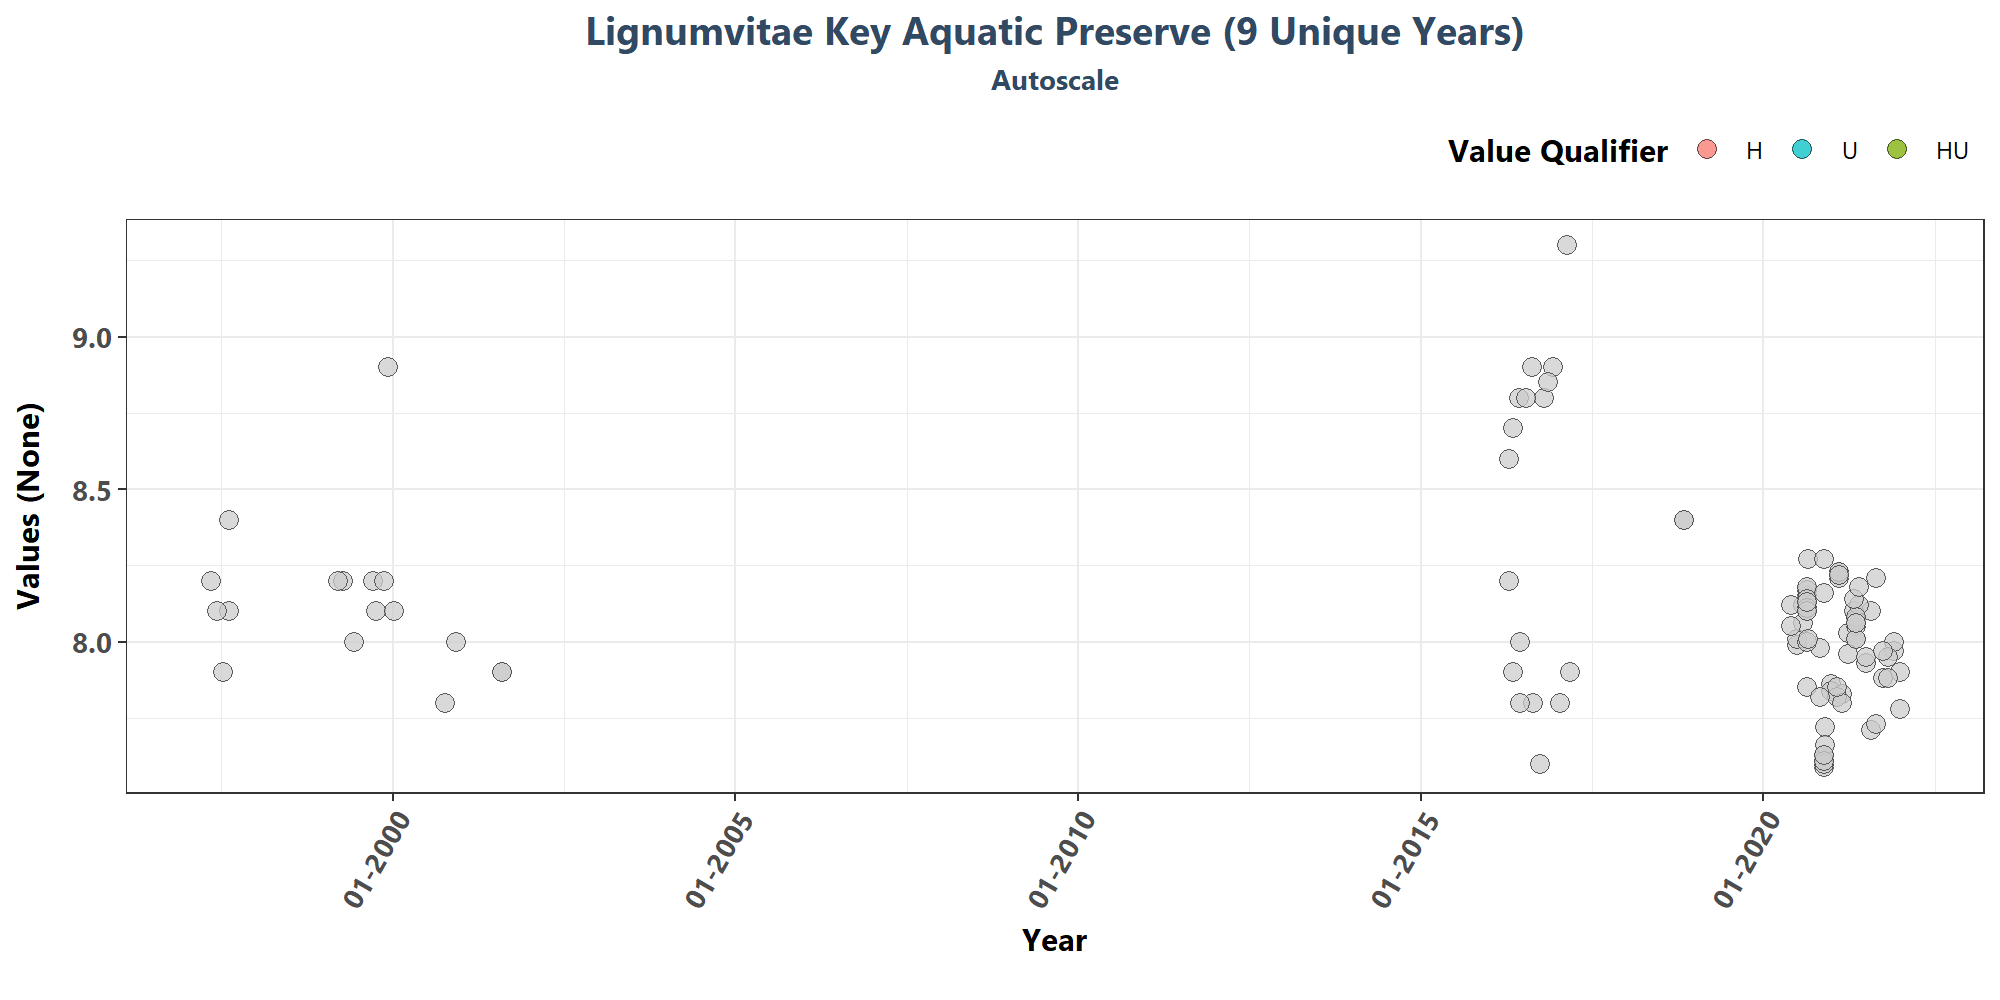 Lignumvitae Key Aquatic Preserve (9 Unique Years)
Autoscale
Value Qualifier H U HU
Values (None)
9.0
8.5
8.0
01-2000
01-2005
01-2010
01-2015
01-2020
Year